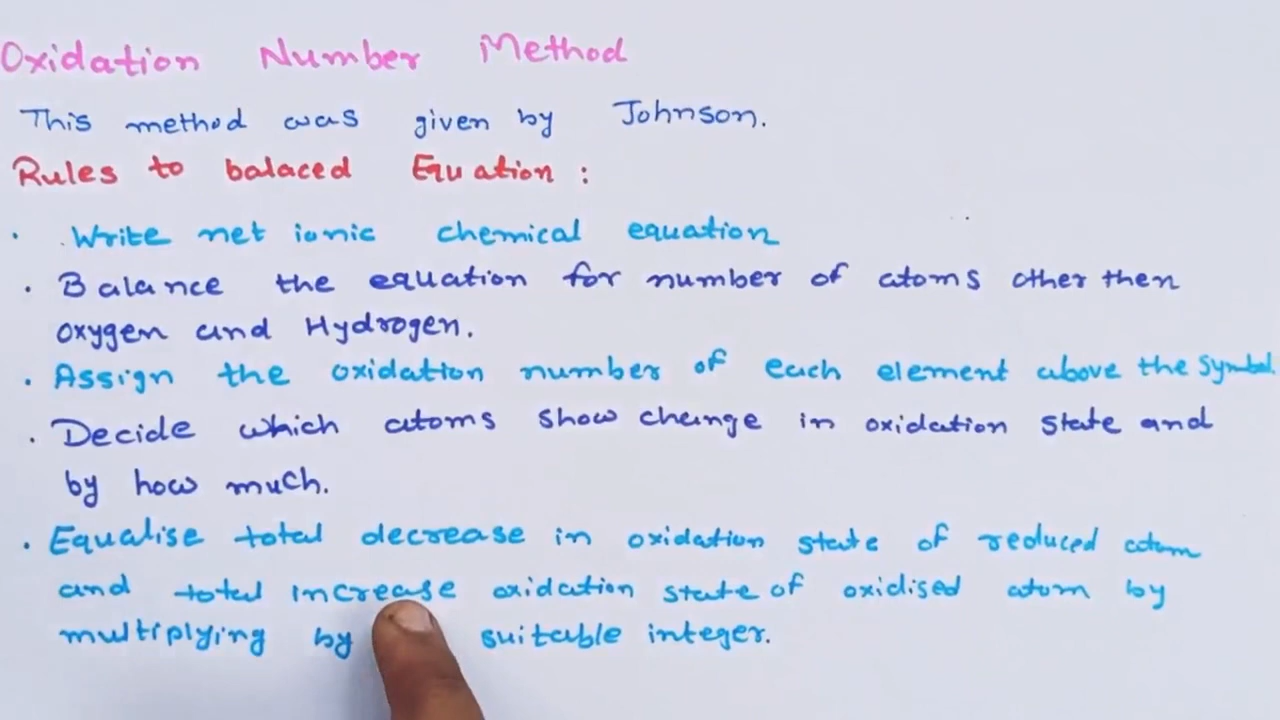 Oxidation Number Method
This method was given by Johnson.
Rules to balaced Equation :
. Write net ionic chemical equation
. Balance the equation for number of atoms other then
oxygen and Hydrogen.
. Assign the oxidation number of each element above the symbol.
. Decide which atoms show change in oxidation state and
by how much.
. Equalise total decrease in oxidation state of reduced atom
and total increase oxidation state of oxidised atom by
multiplying by suitable integer.